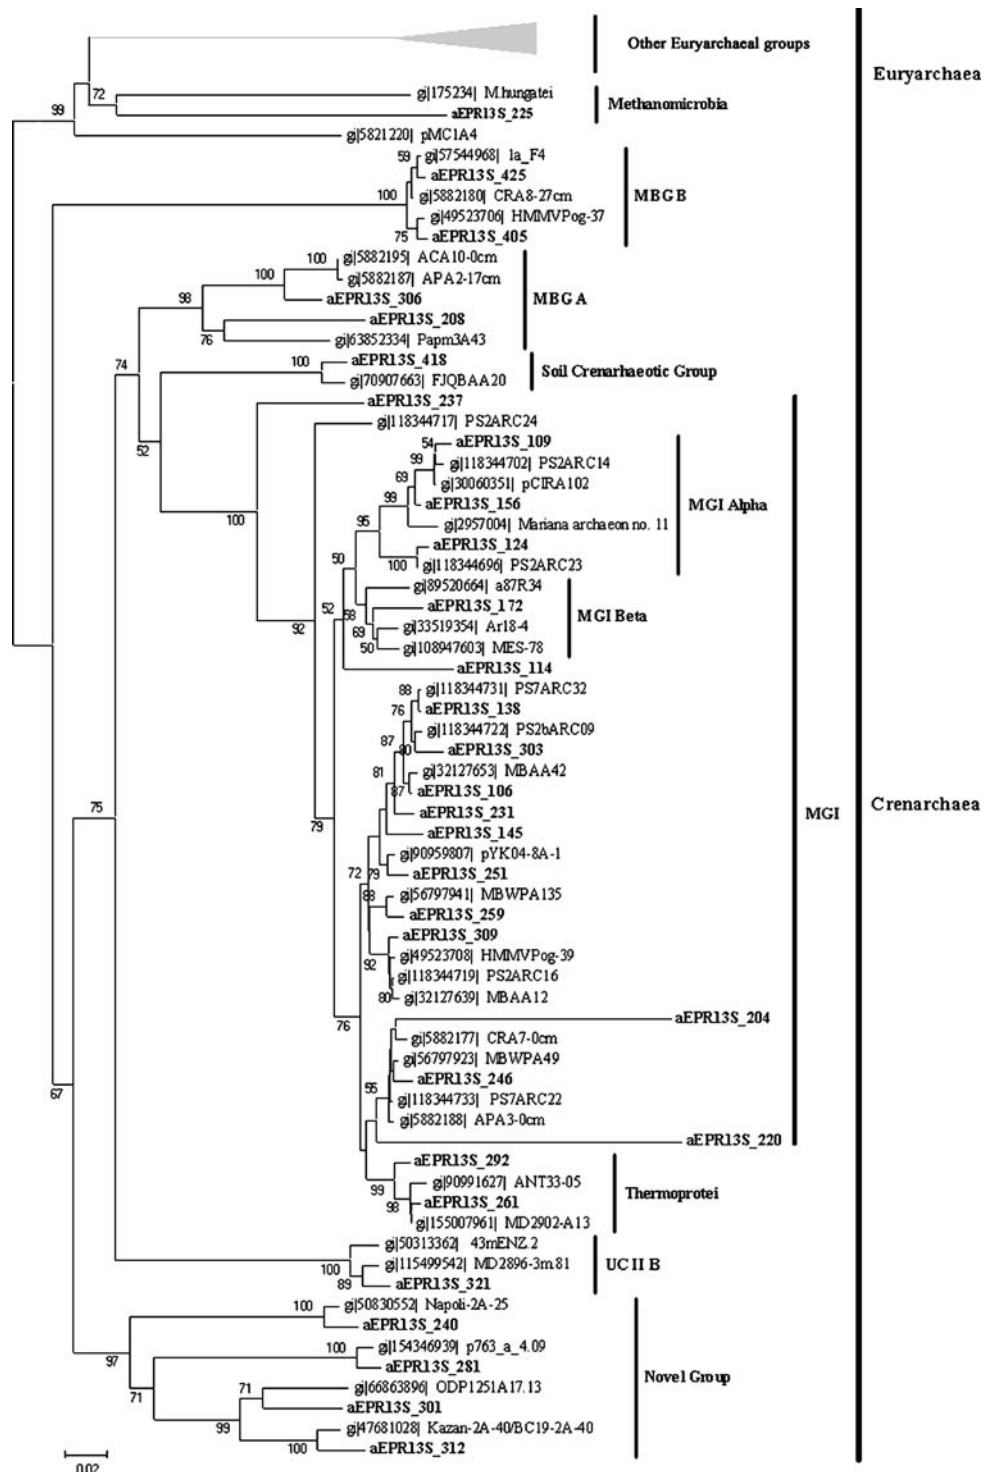 Other Euryarchaeal groups
Euryarchaea
72
gi|175234| M.hungatei
99
aEPR13S_225
Methanomicrobia
gi|5821220| pMC1A4
59
gi|57544968| 1a_F4
aEPR13S_425
100
gi|5882180| CRA8-27cm
MBGB
gi|49523706| HMMVPog-37
75
aEPR13S_405
100
gi|5882195| ACA10-0cm
100
gi|5882187| APA2-17cm
98
aEPR13S_306
MBGA
aEPR13S_208
76
gi|63852334| Papm3A43
74
100
aEPR13S_418
Soil Crenarhaeotic Group
gi|70907663| FJQBAA20
aEPR13S_237
gi|118344717| PS2ARC24
52
54
aEPR13S_109
99
gi|118344702| PS2ARC14
69
gi|30060351| pCIRA102
99
aEPR13S_156
MGI Alpha
100
95
gi|2957004| Mariana archaeon no. 11
aEPR13S_124
50
100
gi|118344696| PS2ARC23
gi|89520664| a87R34
52
58
aEPR13S_172
MGI Beta
92
69
gi|33519354| Ar18-4
50
gi|108947603| MES-78
aEPR13S_114
88
gi|118344731| PS7ARC32
76
aEPR13S_138
gi|118344722| PS2bARC09
87
80
aEPR13S_303
81
gi|32127653| MBAA42
87
aEPR13S_106
75
Crenarchaea
aEPR13S_231
MGI
79
aEPR13S_145
gi|90959807| pYK04-8A-1
72
79
aEPR13S_251
88
gi|56797941| MBWPA135
aEPR13S_259
aEPR13S_309
92
gi|49523708| HMMVPog-39
gi|118344719| PS2ARC16
80
gi|32127639| MBAA12
76
aEPR13S_204
gi|5882177| CRA7-0cm
gi|56797923| MBWPA49
55
aEPR13S_246
67
gi|118344733| PS7ARC22
gi|5882188| APA3-0cm
aEPR13S_220
aEPR13S_292
99
gi|90991627| ANT33-05
Thermoprotei
98
aEPR13S_261
gi|155007961| MD2902-A13
gi|50313362| 43mENZ.2
100
gi|115499542| MD2896-3m.81
UCII B
89
aEPR13S_321
100
gi|50830552| Napoli-2A-25
aEPR13S_240
97
100
gi|154346939| p763_a_4.09
aEPR13S_281
Novel Group
71
71
gi|66863896| ODP1251A17.13
aEPR13S_301
99
gi|47681028| Kazan-2A-40/BC19-2A-40
100
aEPR13S_312
0.02